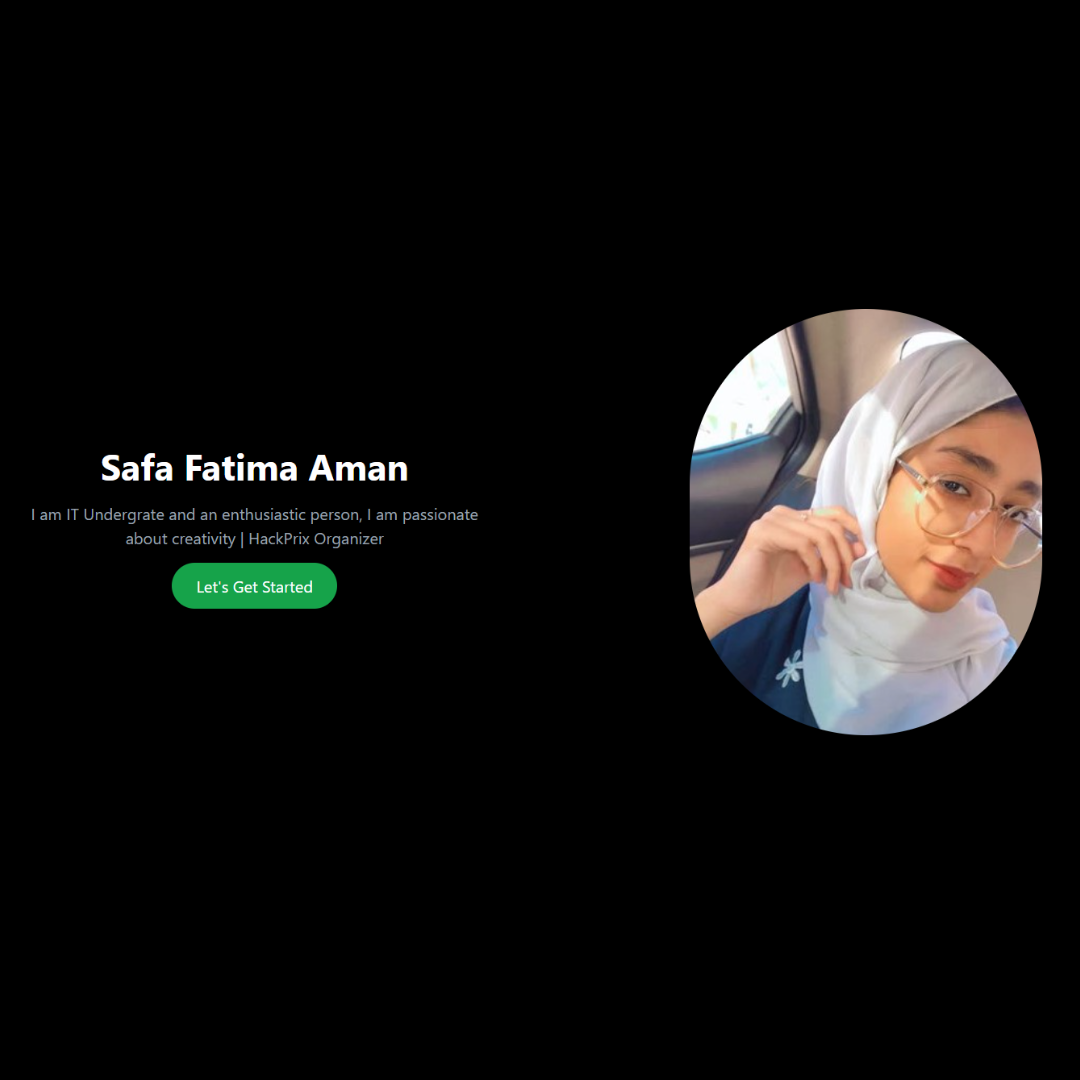 Safa Fatima Aman
I am IT Undergrate and an enthusiastic person, I am passionate
about creativity | HackPrix Organizer
Let's Get Started